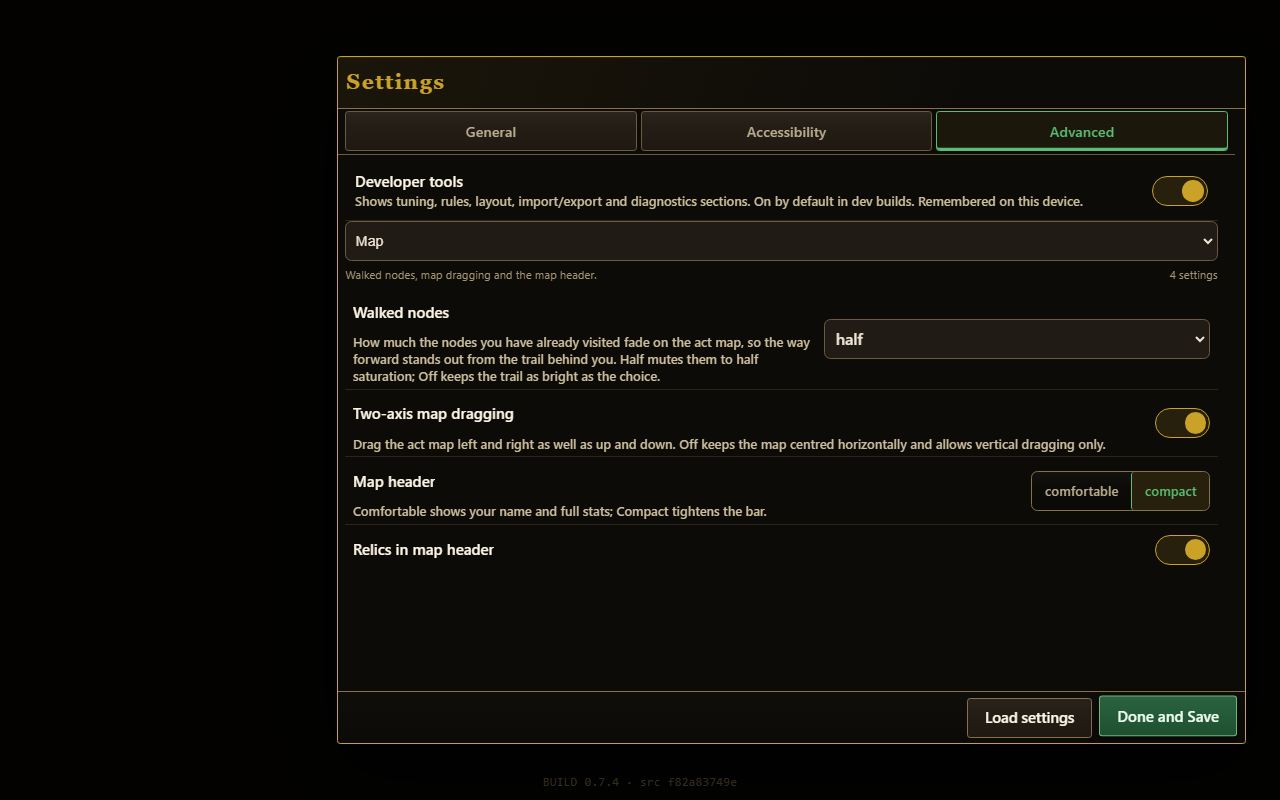 Settings
General
Accessibility
Advanced
Developer tools
Shows tuning, rules, layout, import/export and diagnostics sections. On by default in dev builds. Remembered on this device.
Map
Walked nodes, map dragging and the map header.
4 settings
Walked nodes
How much the nodes you have already visited fade on the act map, so the way
forward stands out from the trail behind you. Half mutes them to half
saturation; Off keeps the trail as bright as the choice.
half
Two-axis map dragging
Drag the act map left and right as well as up and down. Off keeps the map centred horizontally and allows vertical dragging only.
Map header
Comfortable shows your name and full stats; Compact tightens the bar.
comfortable
compact
Relics in map header
Load settings
Done and Save
BUILD 0.7.4 · src f82a83749e